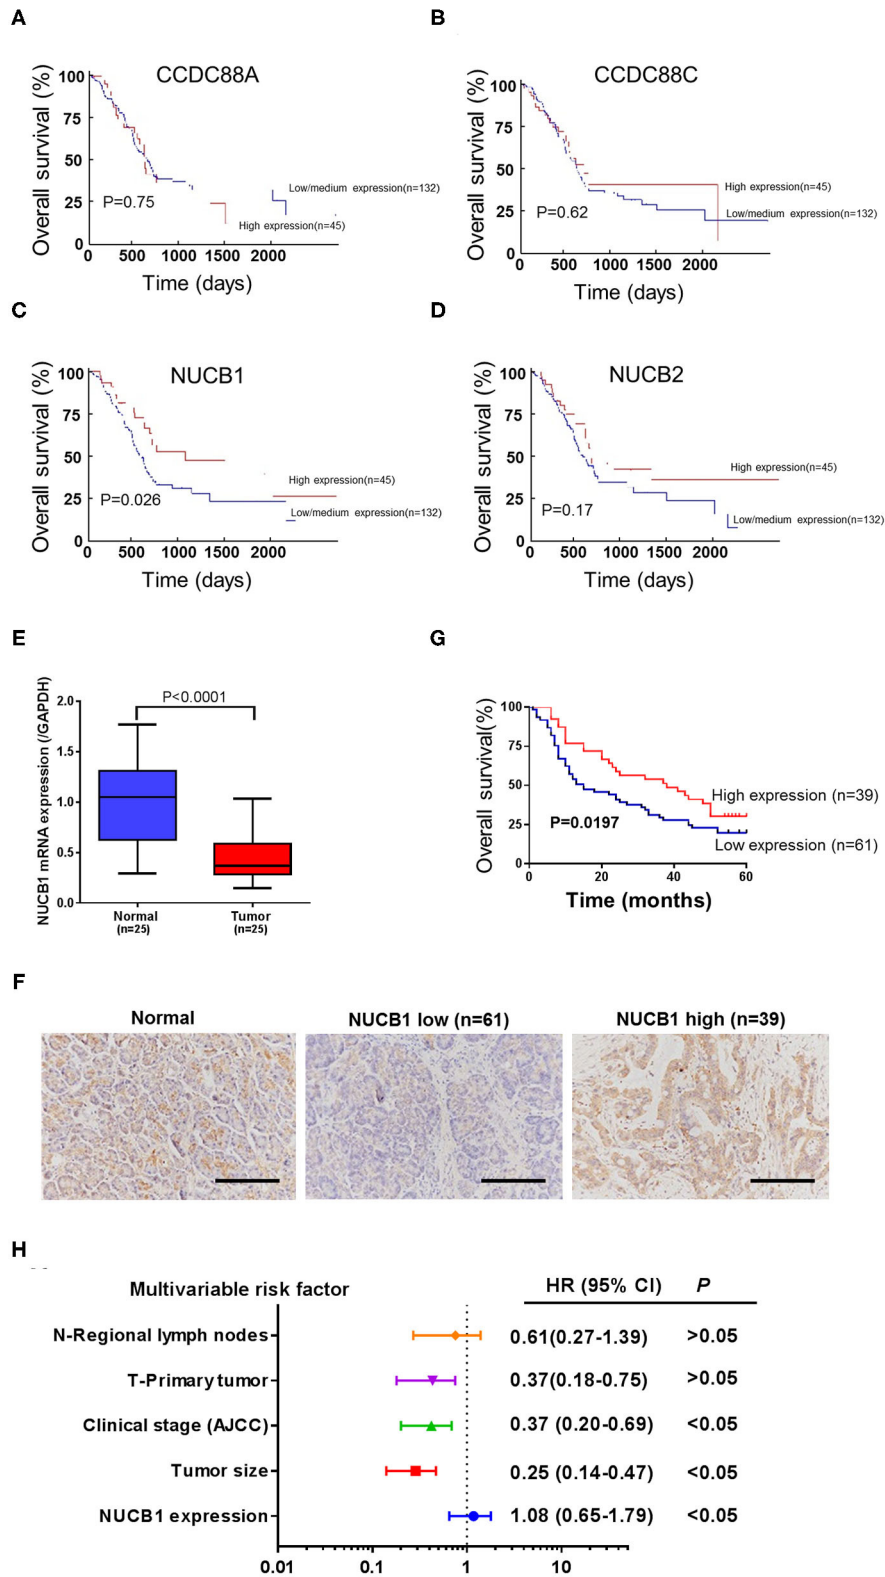 A
CCDC88A
Overall survival (%)
100
75
50
25
0
P=0.75
Low/medium expression(n=132)
High expression(n=45)
0 500 1000 1500 2000
Time (days)
B
CCDC88C
Overall survival (%)
100
75
50
25
0
P=0.62
High expression(n=45)
Low/medium expression(n=132)
0 500 1000 1500 2000
Time (days)
C
NUCB1
Overall survival (%)
100
75
50
25
0
P=0.026
High expression(n=45)
Low/medium expression(n=132)
0 500 1000 1500 2000
Time (days)
D
NUCB2
Overall survival (%)
100
75
50
25
0
P=0.17
High expression(n=45)
Low/medium expression(n=132)
0 500 1000 1500 2000
Time (days)
E
NUCB1 mRNA expression (/GAPDH)
2.0
1.5
1.0
0.5
0.0
P<0.0001
Normal Tumor
(n=25) (n=25)
G
Overall survival(%)
100
75
50
25
0
High expression (n=39)
P=0.0197
Low expression (n=61)
0 20 40 60
Time (months)
F
Normal
NUCB1 low (n=61)
NUCB1 high (n=39)
H
Multivariable risk factor HR (95% CI) P
N-Regional lymph nodes 0.61(0.27-1.39) >0.05
T-Primary tumor 0.37(0.18-0.75) >0.05
Clinical stage (AJCC) 0.37 (0.20-0.69) <0.05
Tumor size 0.25 (0.14-0.47) <0.05
NUCB1 expression 1.08 (0.65-1.79) <0.05
0.01 0.1 1 10